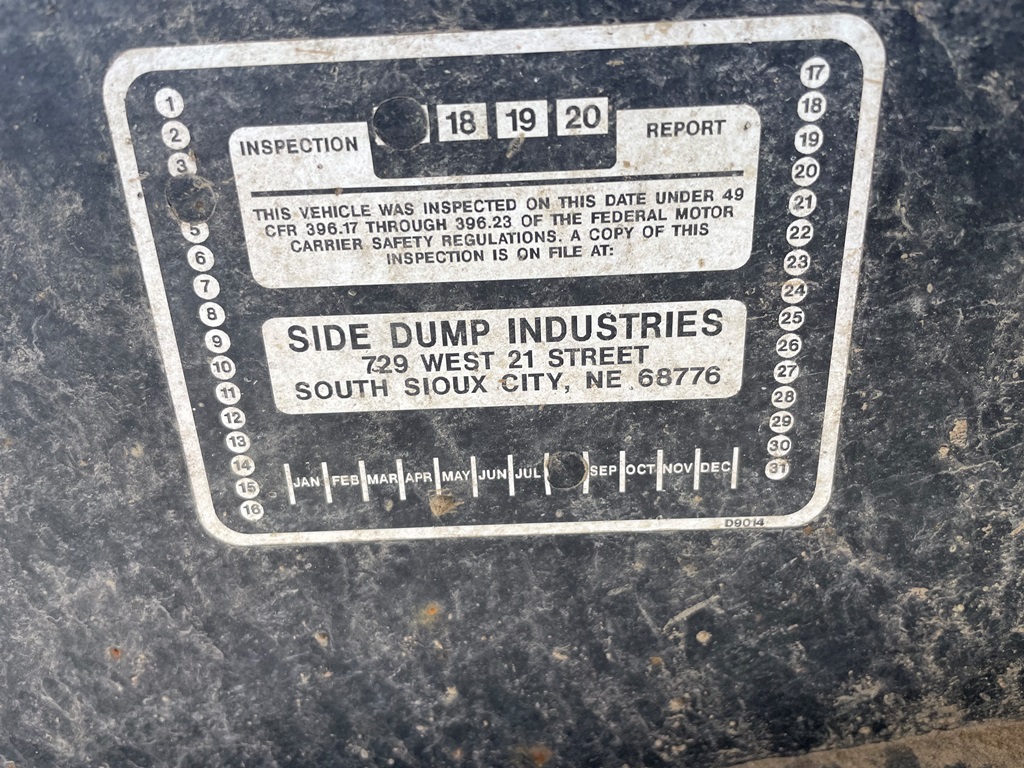 18 19 20
INSPECTION REPORT
THIS VEHICLE WAS INSPECTED ON THIS DATE UNDER 49
CFR 396.17 THROUGH 396.23 OF THE FEDERAL MOTOR
CARRIER SAFETY REGULATIONS. A COPY OF THIS
INSPECTION IS ON FILE AT:
SIDE DUMP INDUSTRIES
729 WEST 21 STREET
SOUTH SIOUX CITY, NE 68776
1
2
3
5
6
7
8
9
10
11
12
13
14
15
16
17
18
19
20
21
22
23
24
25
26
27
28
29
30
31
JAN FEB MAR APR MAY JUN JUL SEP OCT NOV DEC
D9014